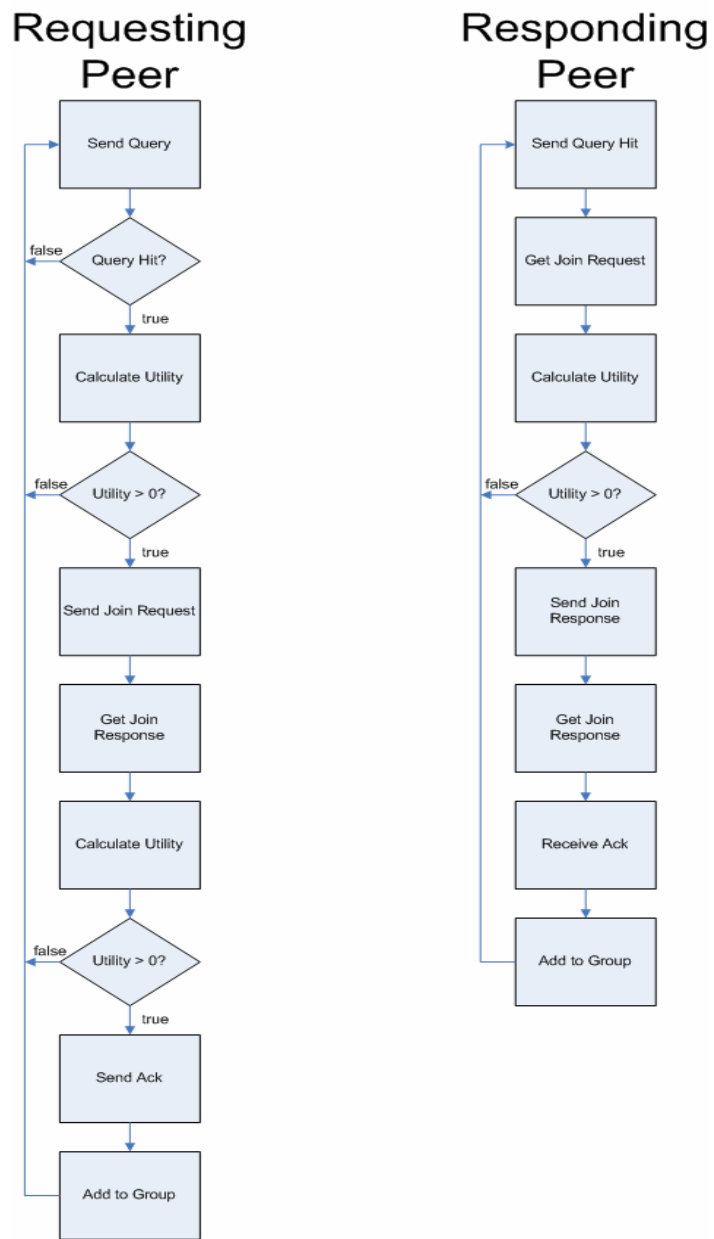 Requesting
Peer
Send Query
Query Hit?
false
true
Calculate Utility
Utility > 0?
false
true
Send Join Request
Get Join
Response
Calculate Utility
Utility > 0?
false
true
Send Ack
Add to Group
Responding
Peer
Send Query Hit
Get Join Request
Calculate Utility
Utility > 0?
false
true
Send Join
Response
Get Join
Response
Receive Ack
Add to Group